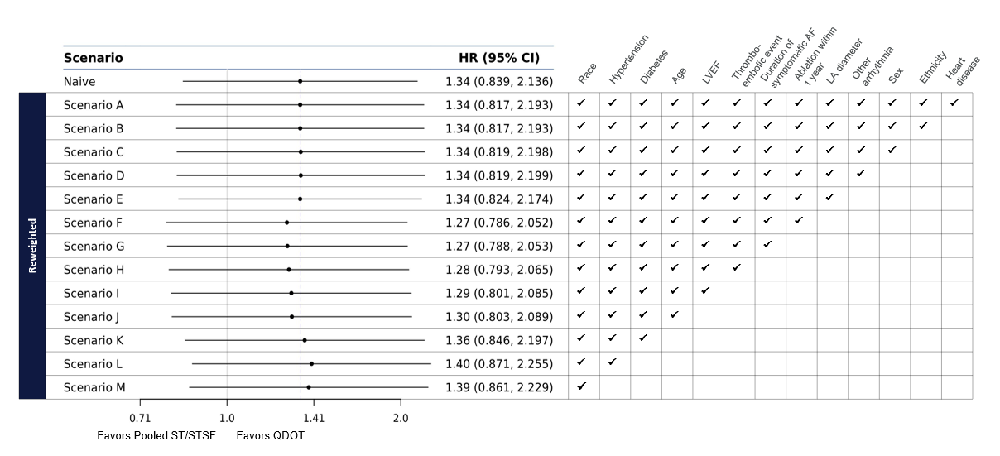 Race
Hypertension
Diabetes
Age
LVEF
Thrombo-
embolic event
Duration of
symptomatic AF
Ablation within
1 year
LA diameter
Other
arrhythmia
Sex
Ethnicity
Heart
disease
Scenario HR (95% CI)
Naive 1.34 (0.839, 2.136)
Reweighted
Scenario A 1.34 (0.817, 2.193) ✓ ✓ ✓ ✓ ✓ ✓ ✓ ✓ ✓ ✓ ✓ ✓ ✓
Scenario B 1.34 (0.817, 2.193) ✓ ✓ ✓ ✓ ✓ ✓ ✓ ✓ ✓ ✓ ✓ ✓
Scenario C 1.34 (0.819, 2.198) ✓ ✓ ✓ ✓ ✓ ✓ ✓ ✓ ✓ ✓ ✓
Scenario D 1.34 (0.819, 2.199) ✓ ✓ ✓ ✓ ✓ ✓ ✓ ✓ ✓ ✓
Scenario E 1.34 (0.824, 2.174) ✓ ✓ ✓ ✓ ✓ ✓ ✓ ✓ ✓
Scenario F 1.27 (0.786, 2.052) ✓ ✓ ✓ ✓ ✓ ✓ ✓ ✓
Scenario G 1.27 (0.788, 2.053) ✓ ✓ ✓ ✓ ✓ ✓ ✓
Scenario H 1.28 (0.793, 2.065) ✓ ✓ ✓ ✓ ✓ ✓
Scenario I 1.29 (0.801, 2.085) ✓ ✓ ✓ ✓ ✓
Scenario J 1.30 (0.803, 2.089) ✓ ✓ ✓ ✓
Scenario K 1.36 (0.846, 2.197) ✓ ✓ ✓
Scenario L 1.40 (0.871, 2.255) ✓ ✓
Scenario M 1.39 (0.861, 2.229) ✓
0.71 1.0 1.41 2.0
Favors Pooled ST/STSF Favors QDOT